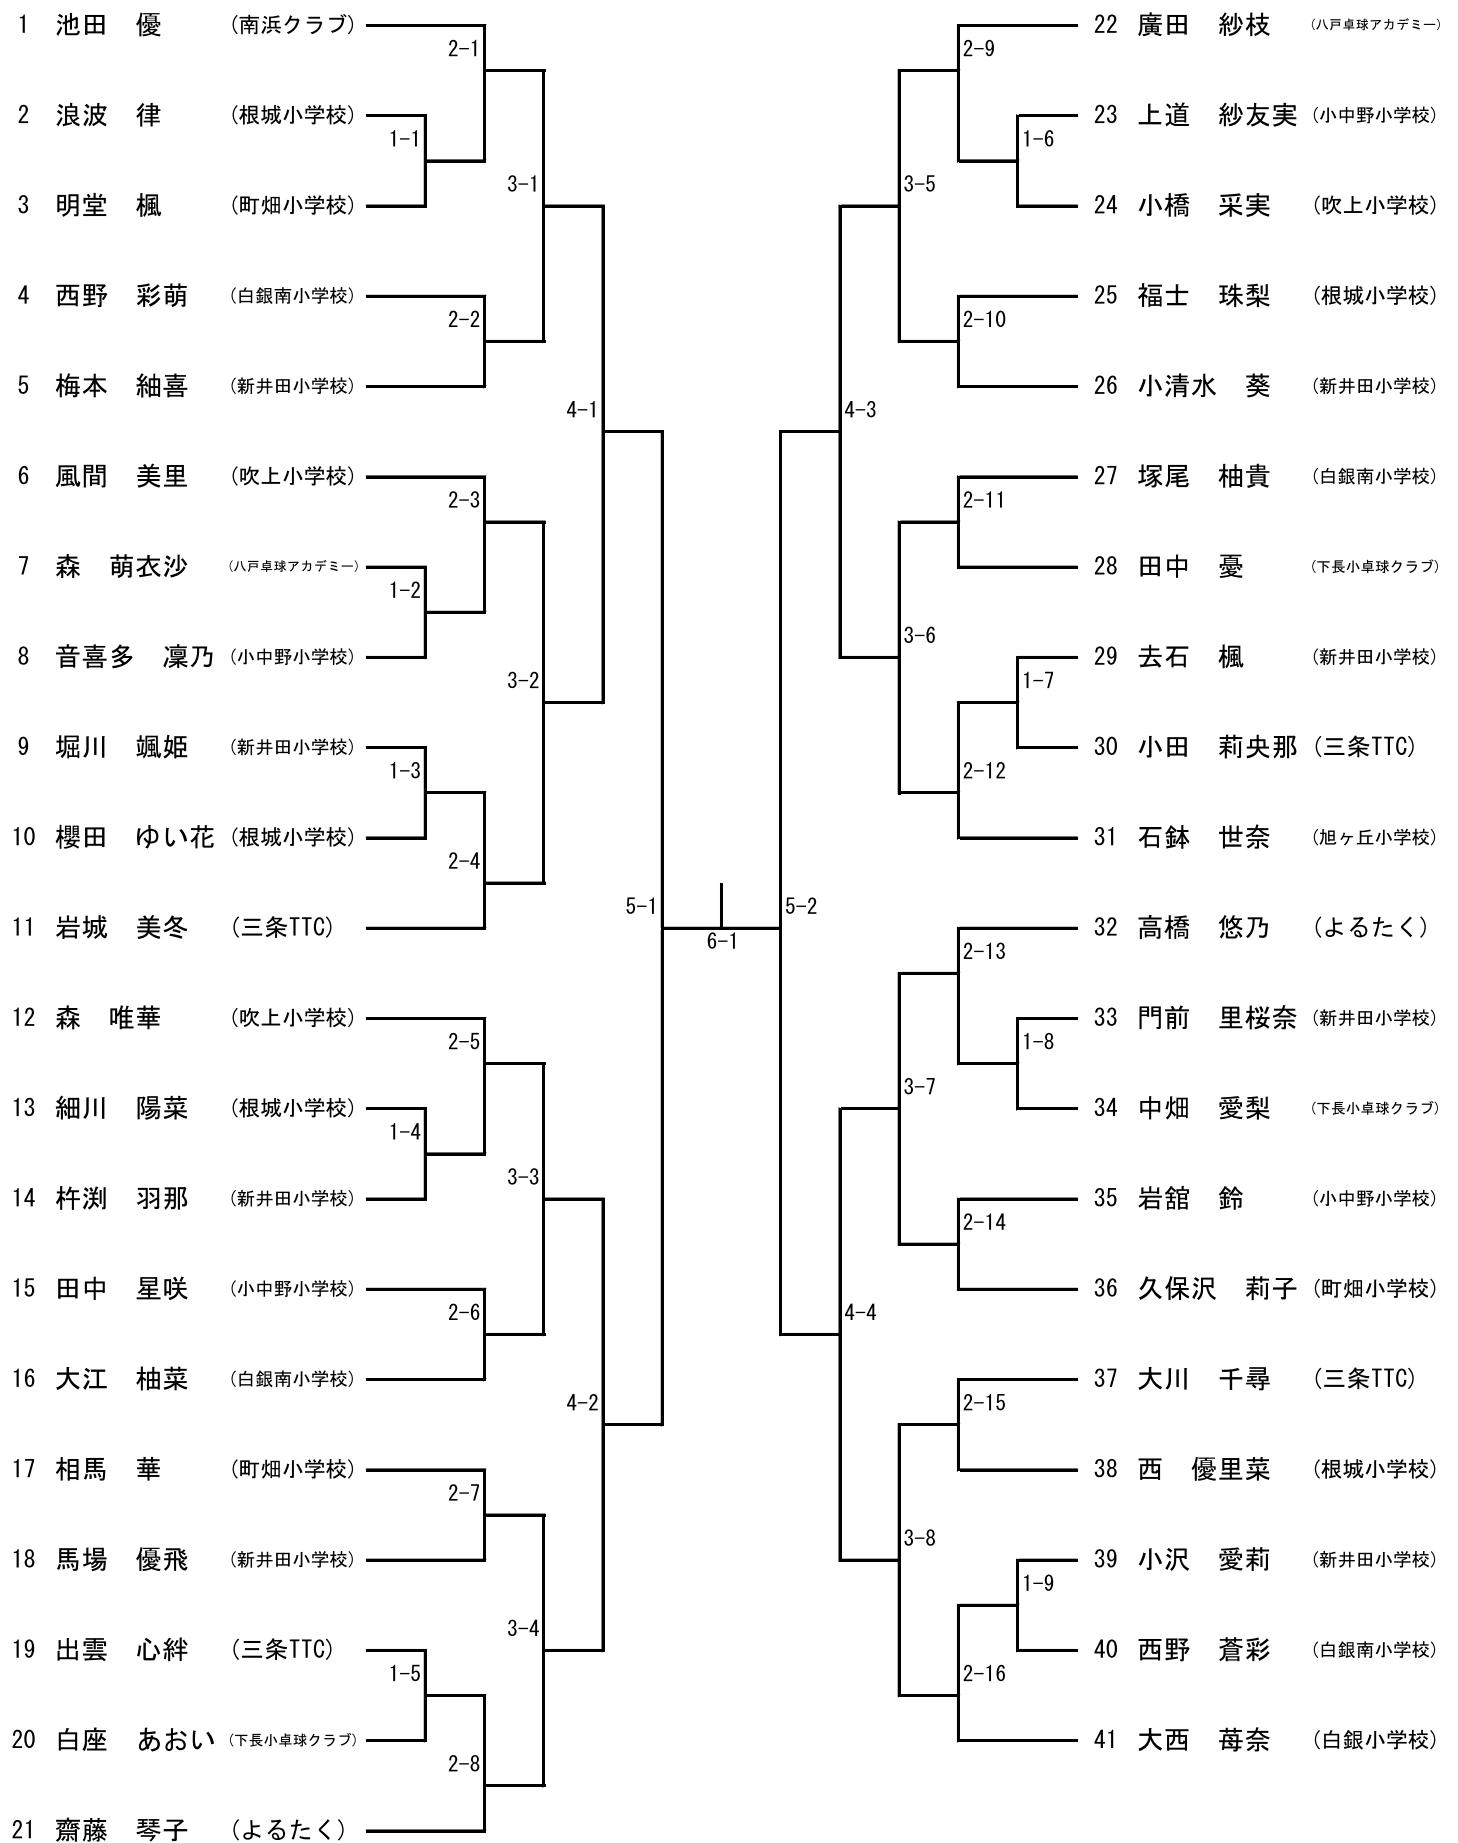 1 池田 優 (南浜クラブ)
2-1
2 浪波 律 (根城小学校)
1-1
3 明堂 楓 (町畑小学校)
3-1
4 西野 彩萌 (白銀南小学校)
2-2
5 梅本 紬喜 (新井田小学校)
4-1
6 風間 美里 (吹上小学校)
2-3
7 森 萌衣沙 (八戸卓球アカデミー)
1-2
8 音喜多 凜乃 (小中野小学校)
3-2
9 堀川 颯姫 (新井田小学校)
1-3
10 櫻田 ゆい花 (根城小学校)
2-4
11 岩城 美冬 (三条TTC)
5-1
12 森 唯華 (吹上小学校)
2-5
13 細川 陽菜 (根城小学校)
1-4
14 杵渕 羽那 (新井田小学校)
3-3
15 田中 星咲 (小中野小学校)
2-6
16 大江 柚菜 (白銀南小学校)
4-2
17 相馬 華 (町畑小学校)
2-7
18 馬場 優飛 (新井田小学校)
3-4
19 出雲 心絆 (三条TTC)
1-5
20 白座 あおい (下長小卓球クラブ)
2-8
21 齋藤 琴子 (よるたく)
6-1
22 廣田 紗枝 (八戸卓球アカデミー)
2-9
23 上道 紗友実 (小中野小学校)
1-6
24 小橋 采実 (吹上小学校)
3-5
25 福士 珠梨 (根城小学校)
2-10
26 小清水 葵 (新井田小学校)
4-3
27 塚尾 柚貴 (白銀南小学校)
2-11
28 田中 憂 (下長小卓球クラブ)
3-6
29 去石 楓 (新井田小学校)
1-7
30 小田 莉央那 (三条TTC)
2-12
31 石鉢 世奈 (旭ヶ丘小学校)
5-2
32 高橋 悠乃 (よるたく)
2-13
33 門前 里桜奈 (新井田小学校)
1-8
34 中畑 愛梨 (下長小卓球クラブ)
3-7
35 岩舘 鈴 (小中野小学校)
2-14
36 久保沢 莉子 (町畑小学校)
4-4
37 大川 千尋 (三条TTC)
2-15
38 西 優里菜 (根城小学校)
3-8
39 小沢 愛莉 (新井田小学校)
1-9
40 西野 蒼彩 (白銀南小学校)
2-16
41 大西 苺奈 (白銀小学校)